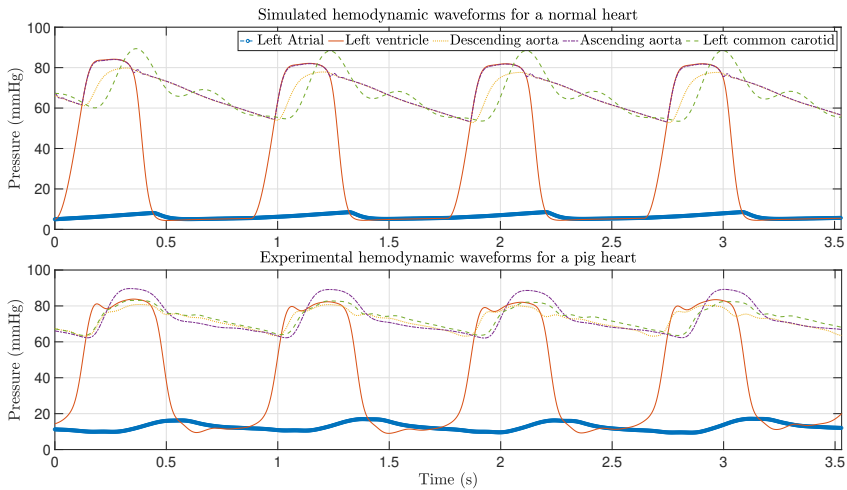 Simulated hemodynamic waveforms for a normal heart
Left Atrial Left ventricle Descending aorta Ascending aorta Left common carotid
Pressure (mmHg)
100
80
60
40
20
0
0 0.5 1 1.5 2 2.5 3 3.5
Experimental hemodynamic waveforms for a pig heart
Pressure (mmHg)
100
80
60
40
20
0
0 0.5 1 1.5 2 2.5 3 3.5
Time (s)